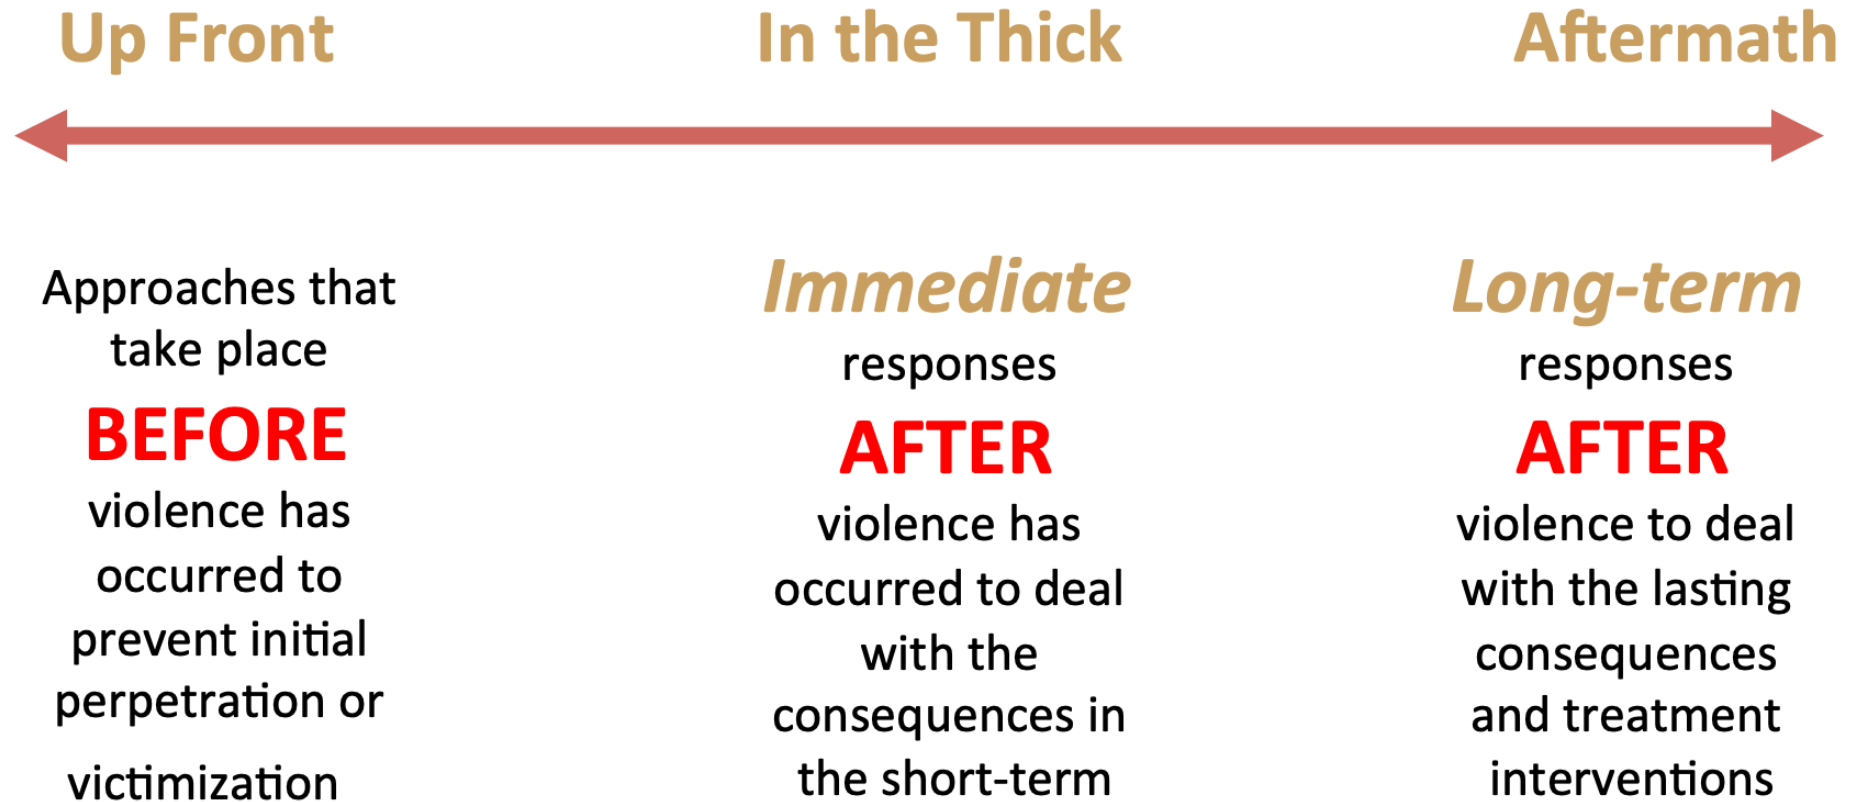 Up Front
In the Thick
Aftermath
Approaches that
take place
BEFORE
violence has
occurred to
prevent initial
perpetration or
victimization
Immediate
responses
AFTER
violence has
occurred to deal
with the
consequences in
the short-term
Long-term
responses
AFTER
violence to deal
with the lasting
consequences
and treatment
interventions